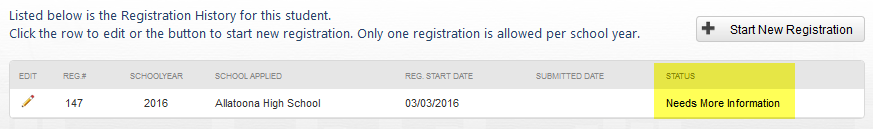 Listed below is the Registration History for this student.
Click the row to edit or the button to start new registration. Only one registration is allowed per school year.
Start New Registration
EDIT REG.# SCHOOLYEAR SCHOOL APPLIED REG. START DATE SUBMITTED DATE STATUS
147 2016 Allatoona High School 03/03/2016 Needs More Information